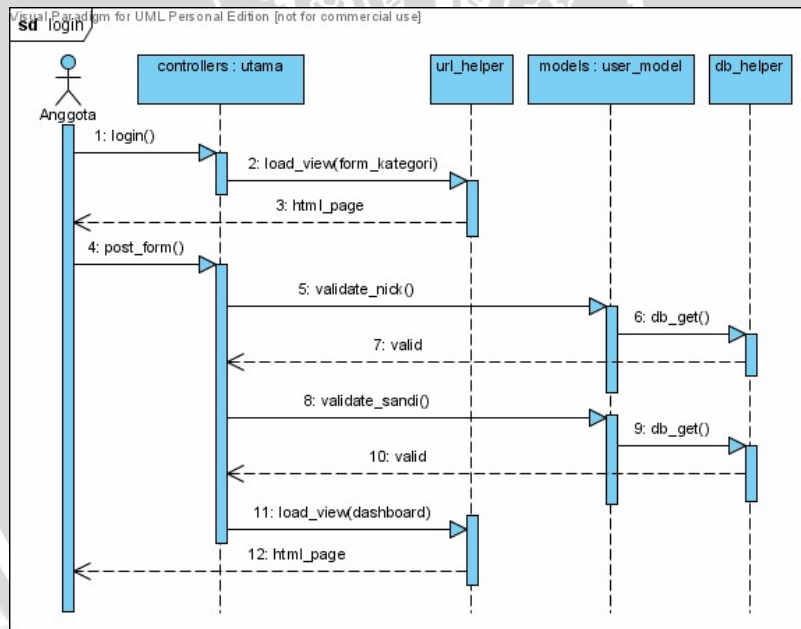 Visual Paradigm for UML Personal Edition [not for commercial use]
sd login
controllers : utama
url_helper
models : user_model
db_helper
Anggota
1: login()
2: load_view(form_kategori)
3: html_page
4: post_form()
5: validate_nick()
6: db_get()
7: valid
8: validate_sandi()
9: db_get()
10: valid
11: load_view(dashboard)
12: html_page